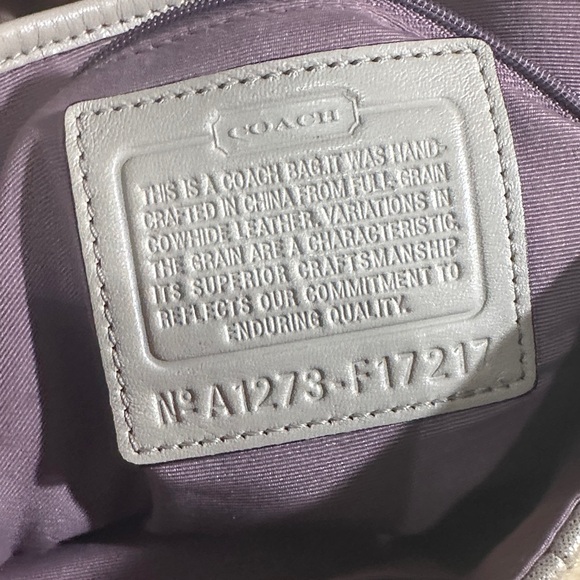 COACH
THIS IS A COACH BAG.IT WAS HAND-
CRAFTED IN CHINA FROM FULL-GRAIN
COWHIDE LEATHER. VARIATIONS IN
THE GRAIN ARE A CHARACTERISTIC.
ITS SUPERIOR CRAFTSMANSHIP
REFLECTS OUR COMMITMENT TO
ENDURING QUALITY.
Nº A1273-F17217